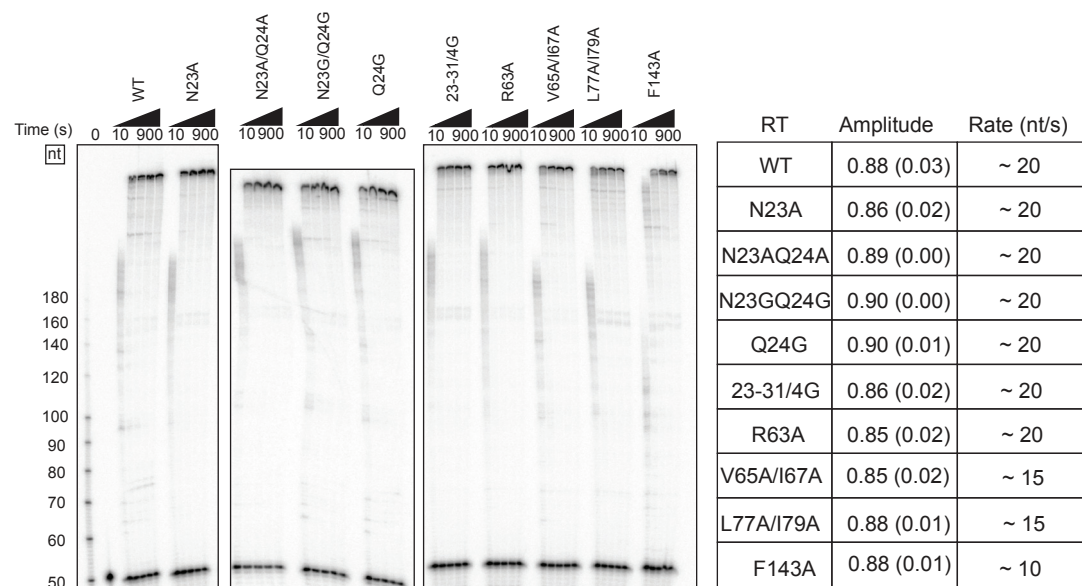 WT
N23A
N23A/Q24A
N23G/Q24G
Q24G
23-31/4G
R63A
V65A/I67A
L77A/I79A
F143A
Time (s) 0 10 900 10 900 10 900 10 900 10 900 10 900 10 900 10 900 10 900 10 900
nt
180
160
140
120
100
90
80
70
60
50
RT Amplitude Rate (nt/s)
WT 0.88 (0.03) ~ 20
N23A 0.86 (0.02) ~ 20
N23AQ24A 0.89 (0.00) ~ 20
N23GQ24G 0.90 (0.00) ~ 20
Q24G 0.90 (0.01) ~ 20
23-31/4G 0.86 (0.02) ~ 20
R63A 0.85 (0.02) ~ 20
V65A/I67A 0.85 (0.02) ~ 15
L77A/I79A 0.88 (0.01) ~ 15
F143A 0.88 (0.01) ~ 10